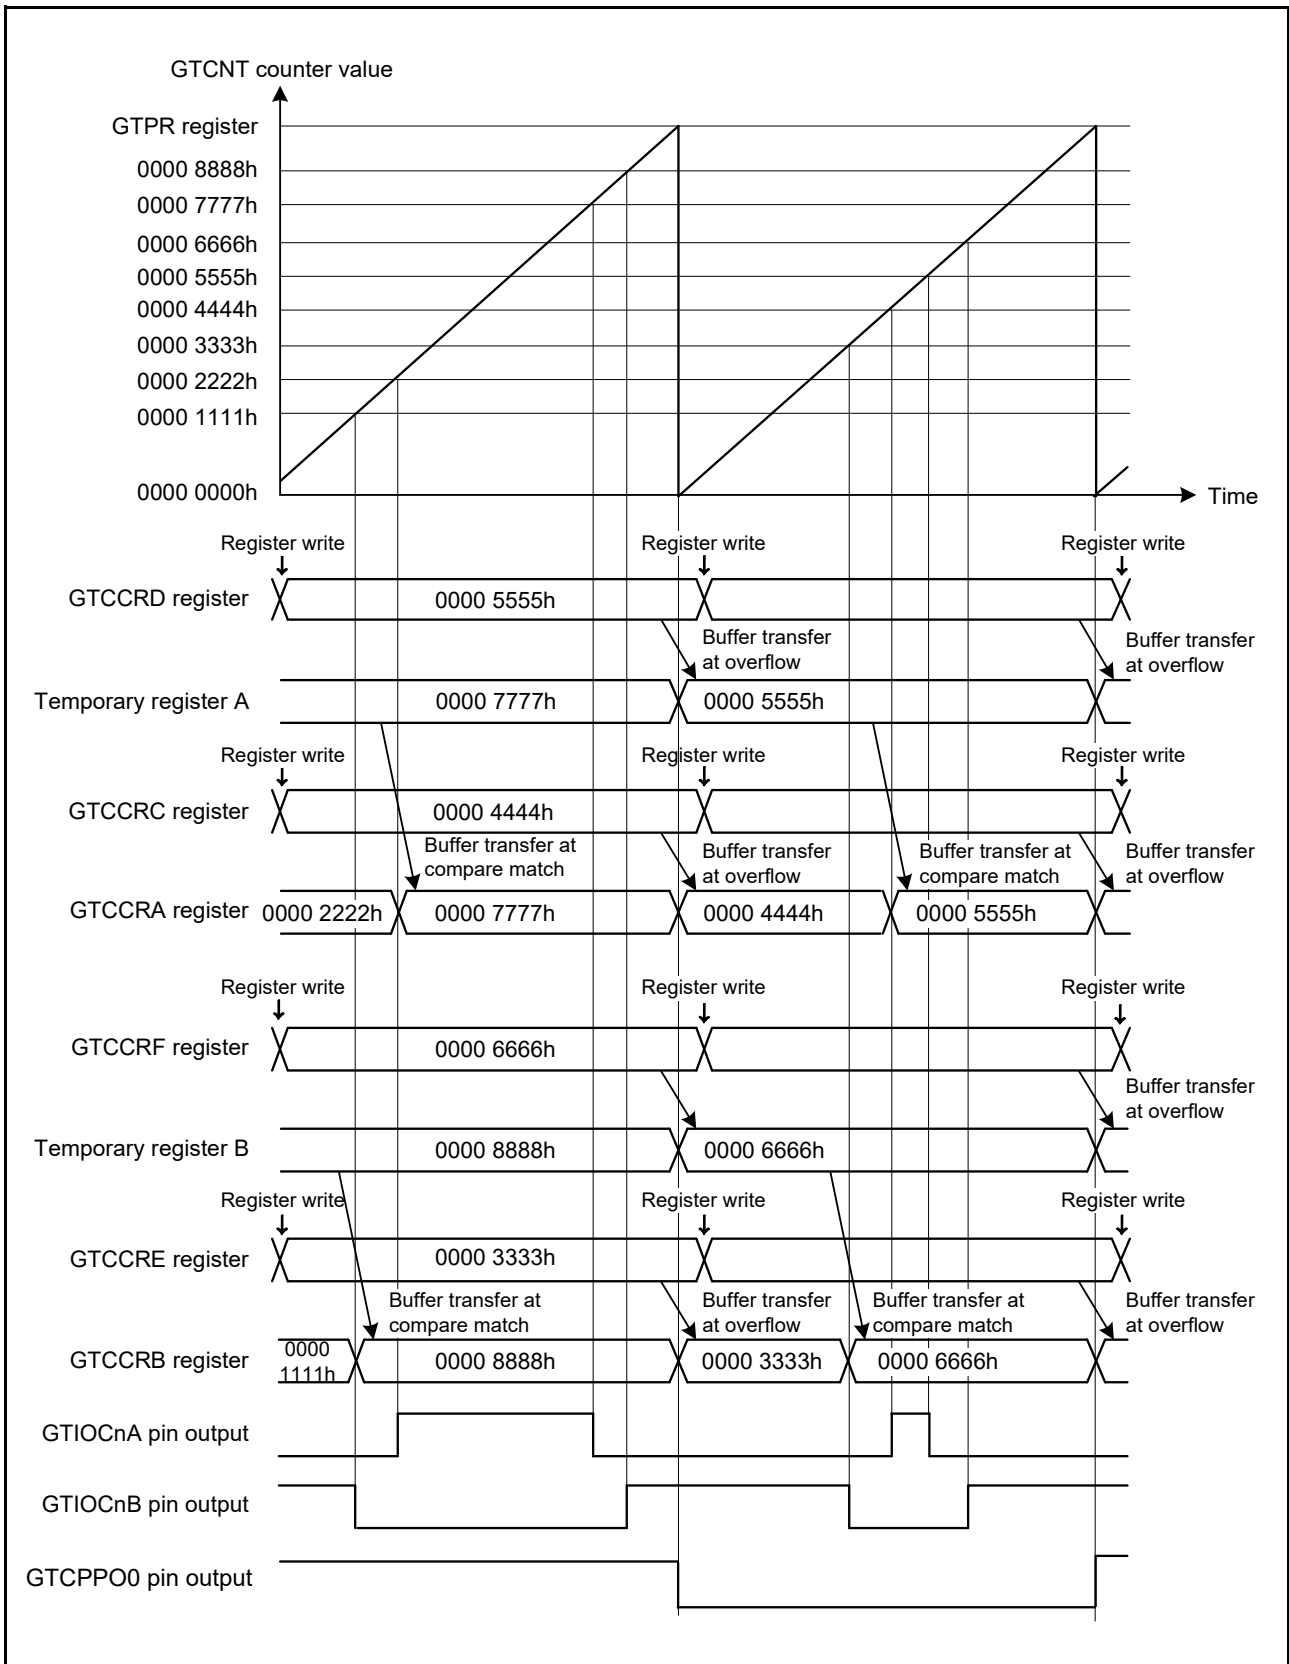 GTCNT counter value
GTPR register
0000 8888h
0000 7777h
0000 6666h
0000 5555h
0000 4444h
0000 3333h
0000 2222h
0000 1111h
0000 0000h
Time
Register write Register write Register write
GTCCRD register 0000 5555h
Buffer transfer
at overflow
Buffer transfer
at overflow
Temporary register A 0000 7777h 0000 5555h
Register write Register write Register write
GTCCRC register 0000 4444h
Buffer transfer at
compare match
Buffer transfer
at overflow
Buffer transfer at
compare match
Buffer transfer
at overflow
GTCCRA register 0000 2222h 0000 7777h 0000 4444h 0000 5555h
Register write Register write Register write
GTCCRF register 0000 6666h
Buffer transfer
at overflow
Temporary register B 0000 8888h 0000 6666h
Register write Register write Register write
GTCCRE register 0000 3333h
Buffer transfer at
compare match
Buffer transfer
at overflow
Buffer transfer at
compare match
Buffer transfer
at overflow
GTCCRB register 0000
1111h
0000 8888h 0000 3333h 0000 6666h
GTIOCnA pin output
GTIOCnB pin output
GTCPPO0 pin output